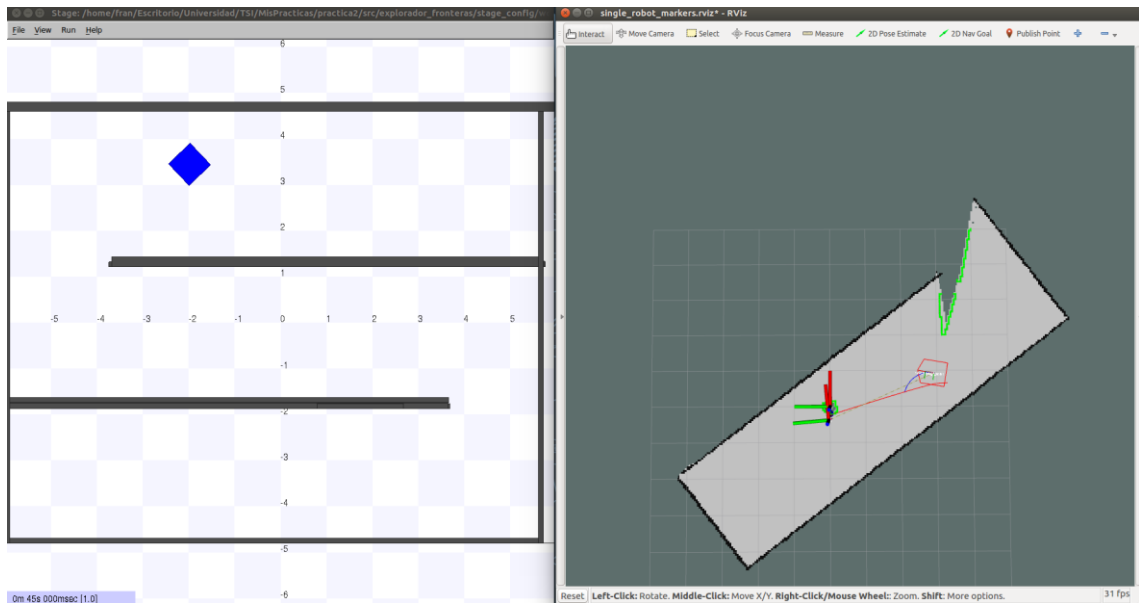 Stage: /home/fran/Escritorio/Universidad/TSI/MisPracticas/practica2/src/explorador_fronteras/stage_config/w
File View Run Help
6
5
4
3
2
1
-5 -4 -3 -2 -1 0 1 2 3 4 5
-1
-2
-3
-4
-5
-6
0m 45s 000msec [1.0]
single_robot_markers.rviz* - RViz
Interact Move Camera Select Focus Camera Measure 2D Pose Estimate 2D Nav Goal Publish Point
Reset Left-Click: Rotate. Middle-Click: Move X/Y. Right-Click/Mouse Wheel:: Zoom. Shift: More options. 31 fps